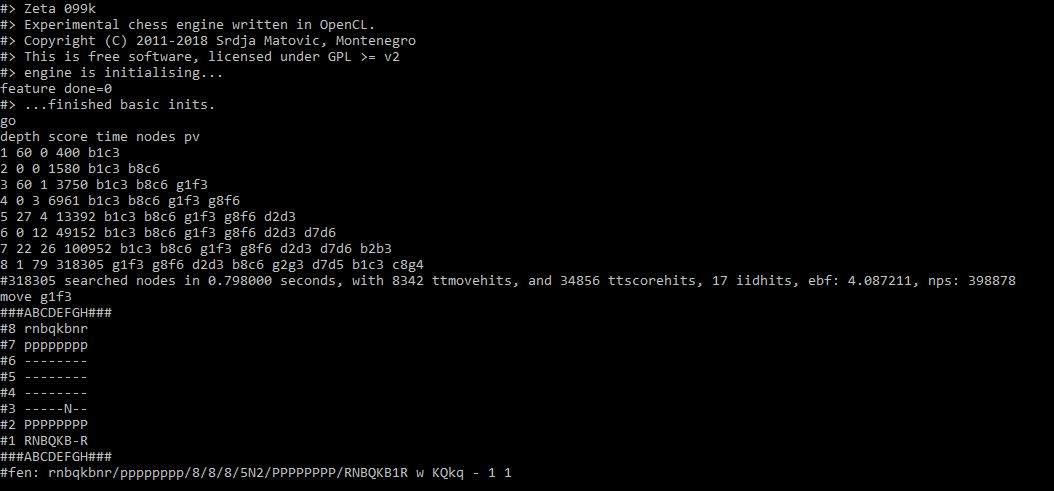 #> Zeta 099k
#> Experimental chess engine written in OpenCL.
#> Copyright (C) 2011-2018 Srdja Matovic, Montenegro
#> This is free software, licensed under GPL >= v2
#> engine is initialising...
feature done=0
#> ...finished basic inits.
go
depth score time nodes pv
1 60 0 400 b1c3
2 0 0 1580 b1c3 b8c6
3 60 1 3750 b1c3 b8c6 g1f3
4 0 3 6961 b1c3 b8c6 g1f3 g8f6
5 27 4 13392 b1c3 b8c6 g1f3 g8f6 d2d3
6 0 12 49152 b1c3 b8c6 g1f3 g8f6 d2d3 d7d6
7 22 26 100952 b1c3 b8c6 g1f3 g8f6 d2d3 d7d6 b2b3
8 1 79 318305 g1f3 g8f6 d2d3 b8c6 g2g3 d7d5 b1c3 c8g4
#318305 searched nodes in 0.798000 seconds, with 8342 ttmovehits, and 34856 ttscorehits, 17 iidhits, ebf: 4.087211, nps: 398878
move g1f3
###ABCDEFGH###
#8 rnbqkbnr
#7 pppppppp
#6 --------
#5 --------
#4 --------
#3 -----N--
#2 PPPPPPPP
#1 RNBQKB-R
###ABCDEFGH###
#fen: rnbqkbnr/pppppppp/8/8/8/5N2/PPPPPPPP/RNBQKB1R w KQkq - 1 1